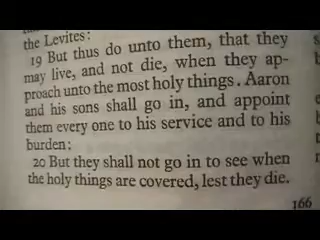 the Levites:
19 But thus do unto them, that they
may live, and not die, when they ap-
proach unto the most holy things. Aaron
and his sons shall go in, and appoint
them every one to his service and to his
burden:
20 But they shall not go in to see when
the holy things are covered, lest they die.
166